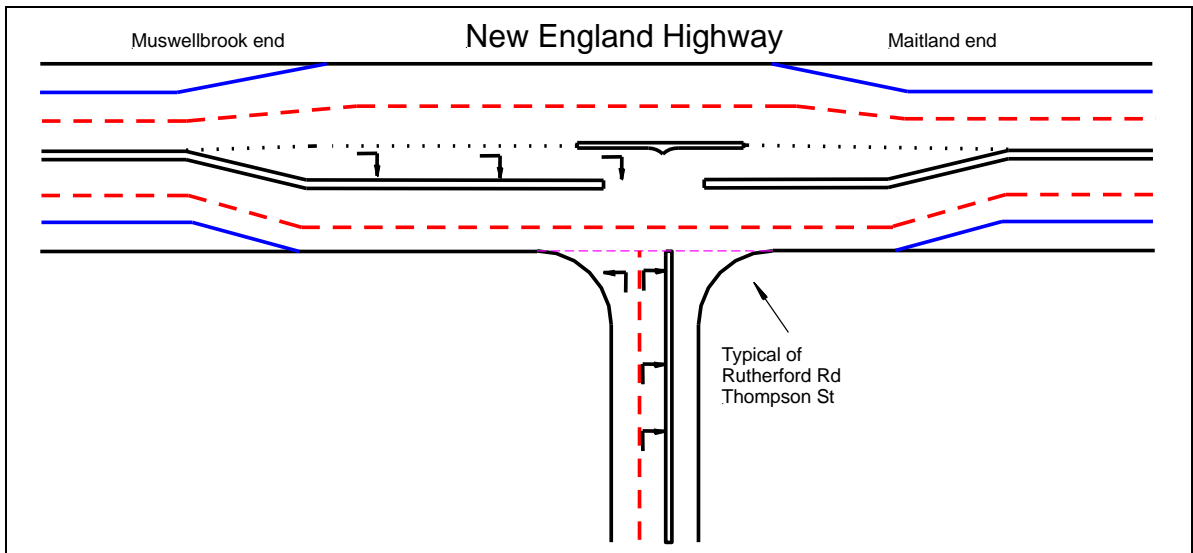 New England Highway
Muswellbrook end
Maitland end
Typical of
Rutherford Rd
Thompson St